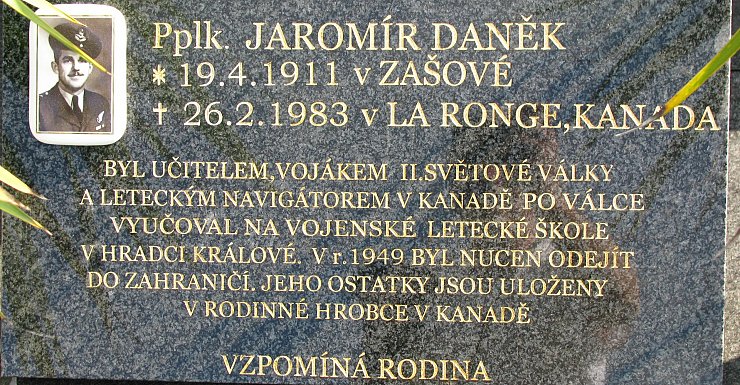 Pplk. JAROMÍR DANĚK
* 19.4.1911 v ZAŠOVÉ
† 26.2.1983 v LA RONGE,KANADA
BYL UČITELEM,VOJÁKEM II.SVĚTOVÉ VÁLKY
A LETECKÝM NAVIGÁTOREM V KANADĚ PO VÁLCE
VYUČOVAL NA VOJENSKÉ LETECKÉ ŠKOLE
V HRADCI KRÁLOVÉ. V r.1949 BYL NUCEN ODEJÍT
DO ZAHRANIČÍ. JEHO OSTATKY JSOU ULOŽENY
V RODINNÉ HROBCE V KANADĚ
VZPOMÍNÁ RODINA